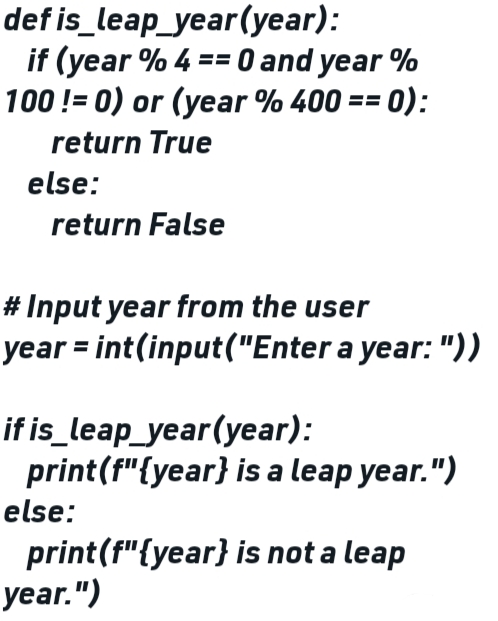 def is_leap_year(year):
if (year % 4 == 0 and year %
100 != 0) or (year % 400 == 0):
return True
else:
return False
# Input year from the user
year = int(input("Enter a year: "))
if is_leap_year(year):
print(f"{year} is a leap year.")
else:
print(f"{year} is not a leap
year.")